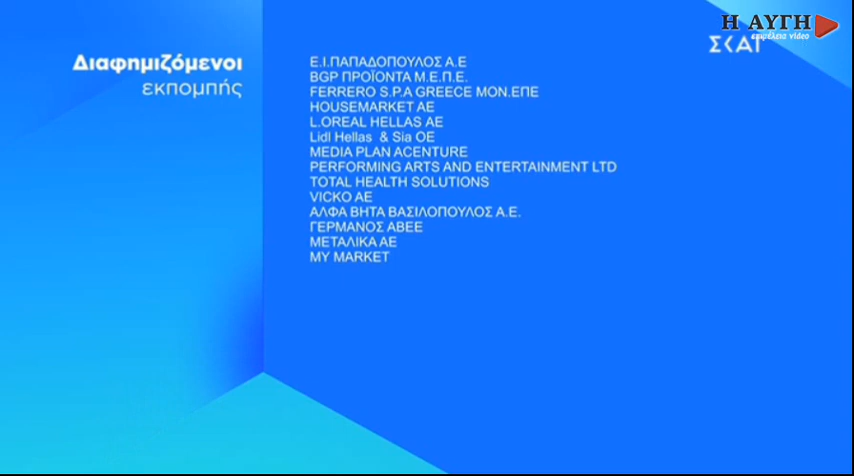 Η ΑΥΓΗ
επιμέλεια video
ΣΚΑΪ
Διαφημιζόμενοι
εκπομπής
Ε.Ι.ΠΑΠΑΔΟΠΟΥΛΟΣ Α.Ε
BGP ΠΡΟΪΟΝΤΑ Μ.Ε.Π.Ε.
FERRERO S.P.A GREECE ΜΟΝ.ΕΠΕ
HOUSEMARKET AE
L.OREAL HELLAS AE
Lidl Hellas & Sia OE
MEDIA PLAN ACENTURE
PERFORMING ARTS AND ENTERTAINMENT LTD
TOTAL HEALTH SOLUTIONS
VICKO AE
ΑΛΦΑ ΒΗΤΑ ΒΑΣΙΛΟΠΟΥΛΟΣ Α.Ε.
ΓΕΡΜΑΝΟΣ ΑΒΕΕ
ΜΕΤΑΛΙΚΑ ΑΕ
MY MARKET